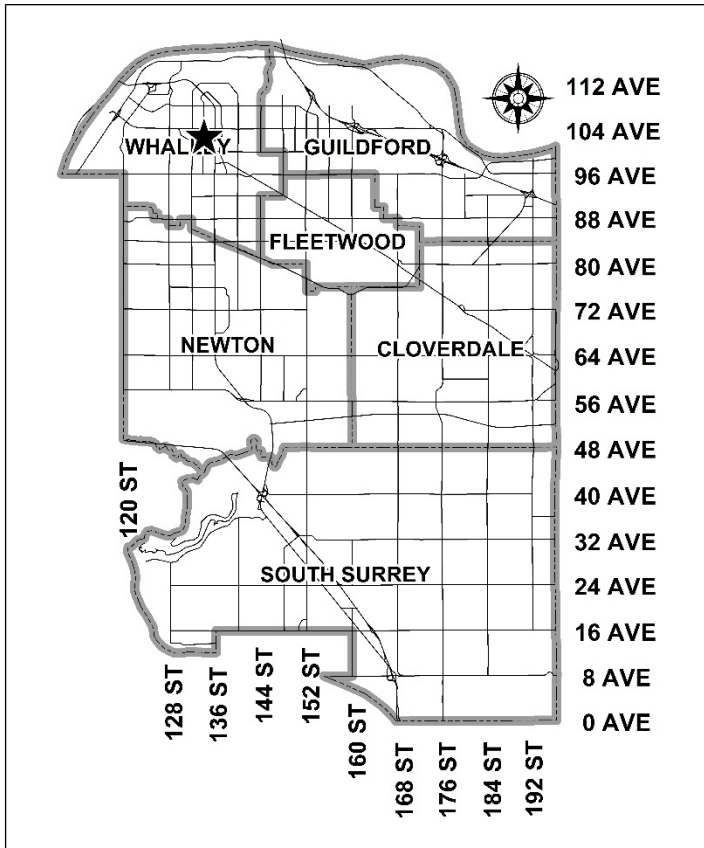 112 AVE
104 AVE
WHALLEY
GUILDFORD
96 AVE
88 AVE
FLEETWOOD
80 AVE
72 AVE
NEWTON
CLOVERDALE
64 AVE
56 AVE
48 AVE
120 ST
40 AVE
32 AVE
SOUTH SURREY
24 AVE
16 AVE
8 AVE
0 AVE
128 ST
136 ST
144 ST
152 ST
160 ST
168 ST
176 ST
184 ST
192 ST